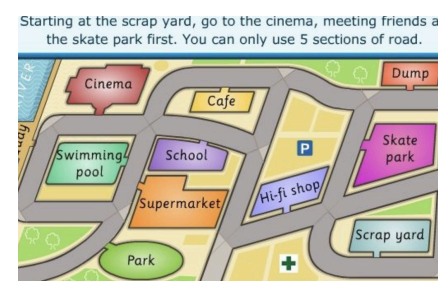 Starting at the scrap yard, go to the cinema, meeting friends a
the skate park first. You can only use 5 sections of road.
RIVER
Dump
Cinema
Cafe
P
Skate
park
Swimming
pool
School
Hi-fi shop
Supermarket
Scrap yard
Park